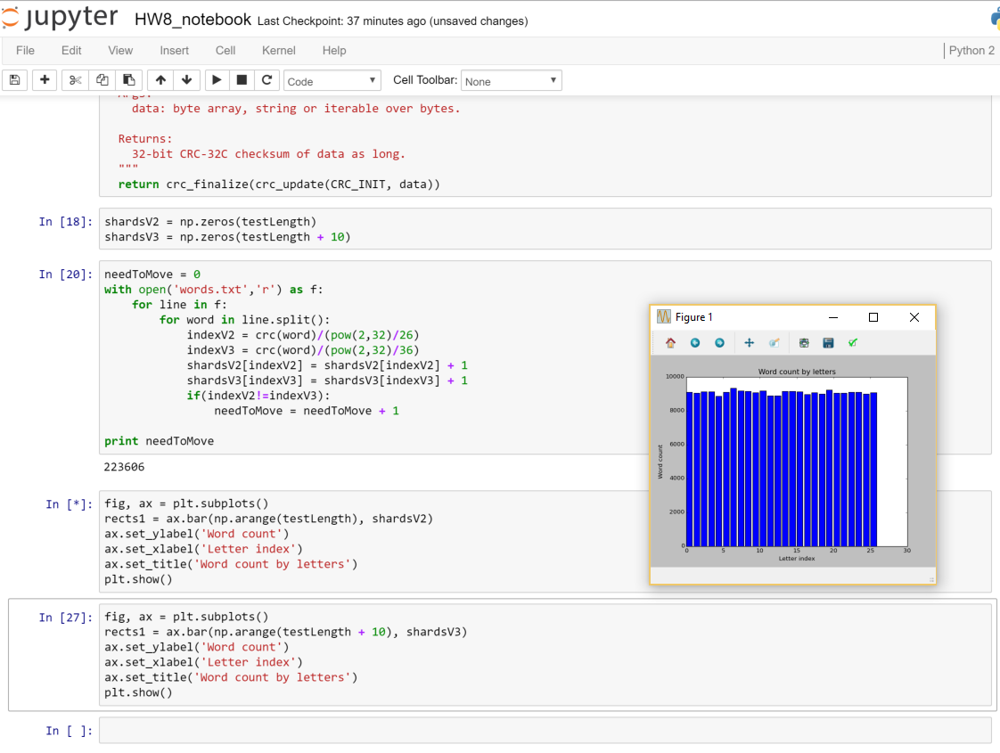 jupyter HW8_notebook Last Checkpoint: 37 minutes ago (unsaved changes)
File Edit View Insert Cell Kernel Help Python 2
Code Cell Toolbar: None
Args:
data: byte array, string or iterable over bytes.
Returns:
32-bit CRC-32C checksum of data as long.
"""
return crc_finalize(crc_update(CRC_INIT, data))
In [18]: shardsV2 = np.zeros(testLength)
shardsV3 = np.zeros(testLength + 10)
In [20]: needToMove = 0
with open('words.txt','r') as f:
for line in f:
for word in line.split():
indexV2 = crc(word)/(pow(2,32)/26)
indexV3 = crc(word)/(pow(2,32)/36)
shardsV2[indexV2] = shardsV2[indexV2] + 1
shardsV3[indexV3] = shardsV3[indexV3] + 1
if(indexV2!=indexV3):
needToMove = needToMove + 1
print needToMove
223606
In [*]: fig, ax = plt.subplots()
rects1 = ax.bar(np.arange(testLength), shardsV2)
ax.set_ylabel('Word count')
ax.set_xlabel('Letter index')
ax.set_title('Word count by letters')
plt.show()
Figure 1
Word count by letters
10000
8000
6000
4000
2000
0
Word count
0 5 10 15 20 25 30
Letter index
In [27]: fig, ax = plt.subplots()
rects1 = ax.bar(np.arange(testLength + 10), shardsV3)
ax.set_ylabel('Word count')
ax.set_xlabel('Letter index')
ax.set_title('Word count by letters')
plt.show()
In [ ]: